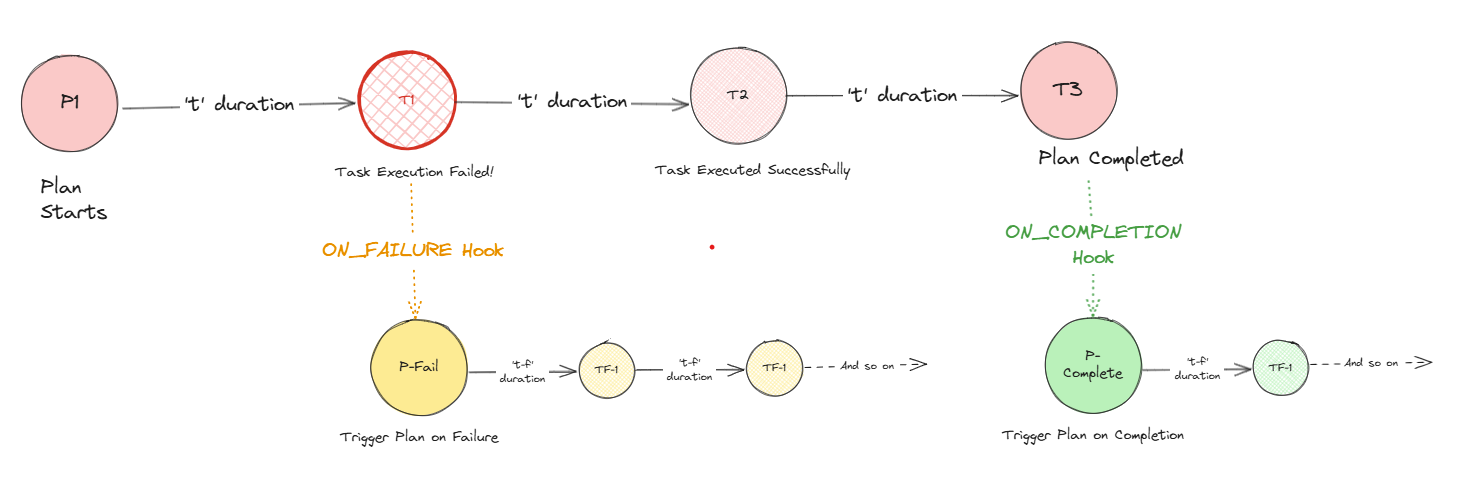 P1
't' duration
T1
't' duration
T2
't' duration
T3
Plan
Starts
Task Execution Failed!
Task Executed Successfully
Plan Completed
ON_FAILURE Hook
ON_COMPLETION
Hook
P-Fail
't-f'
duration
TF-1
't-f'
duration
TF-1
And so on
P-
Complete
't-f'
duration
TF-1
And so on
Trigger Plan on Failure
Trigger Plan on Completion